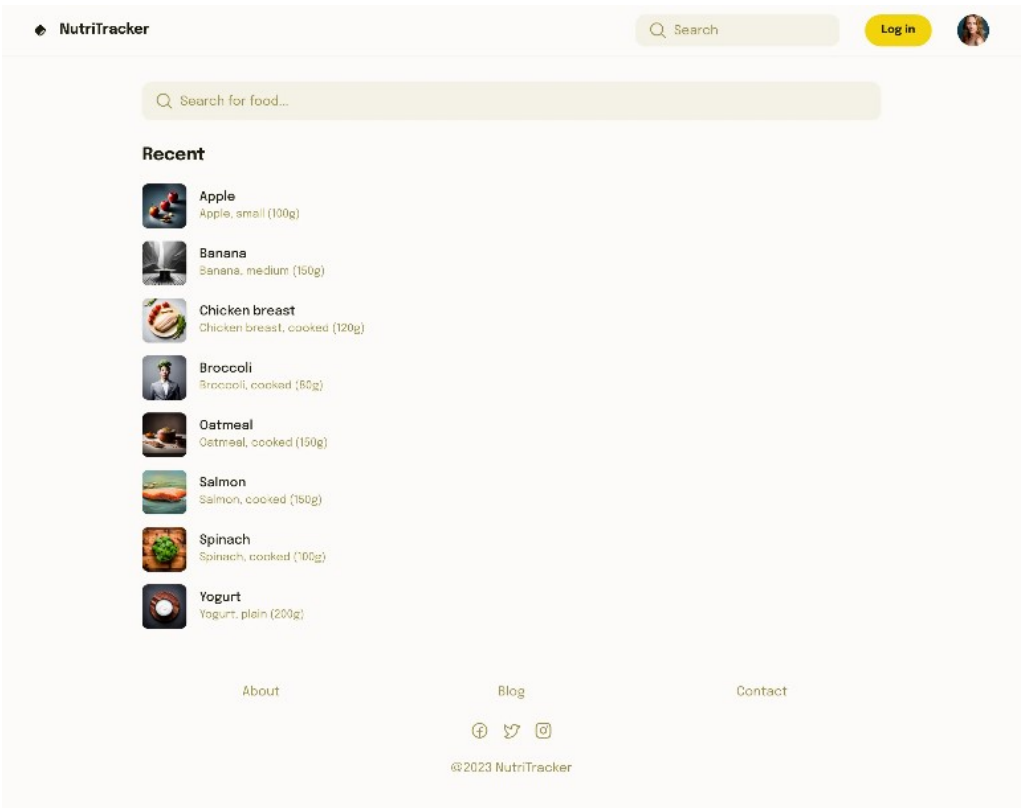 NutriTracker
Search
Log in
Search for food...
Recent
Apple
Apple, small (100g)
Banana
Banana, medium (150g)
Chicken breast
Chicken breast, cooked (120g)
Broccoli
Broccoli, cooked (80g)
Oatmeal
Oatmeal, cooked (150g)
Salmon
Salmon, cooked (150g)
Spinach
Spinach, cooked (100g)
Yogurt
Yogurt, plain (200g)
About
Blog
Contact
@2023 NutriTracker